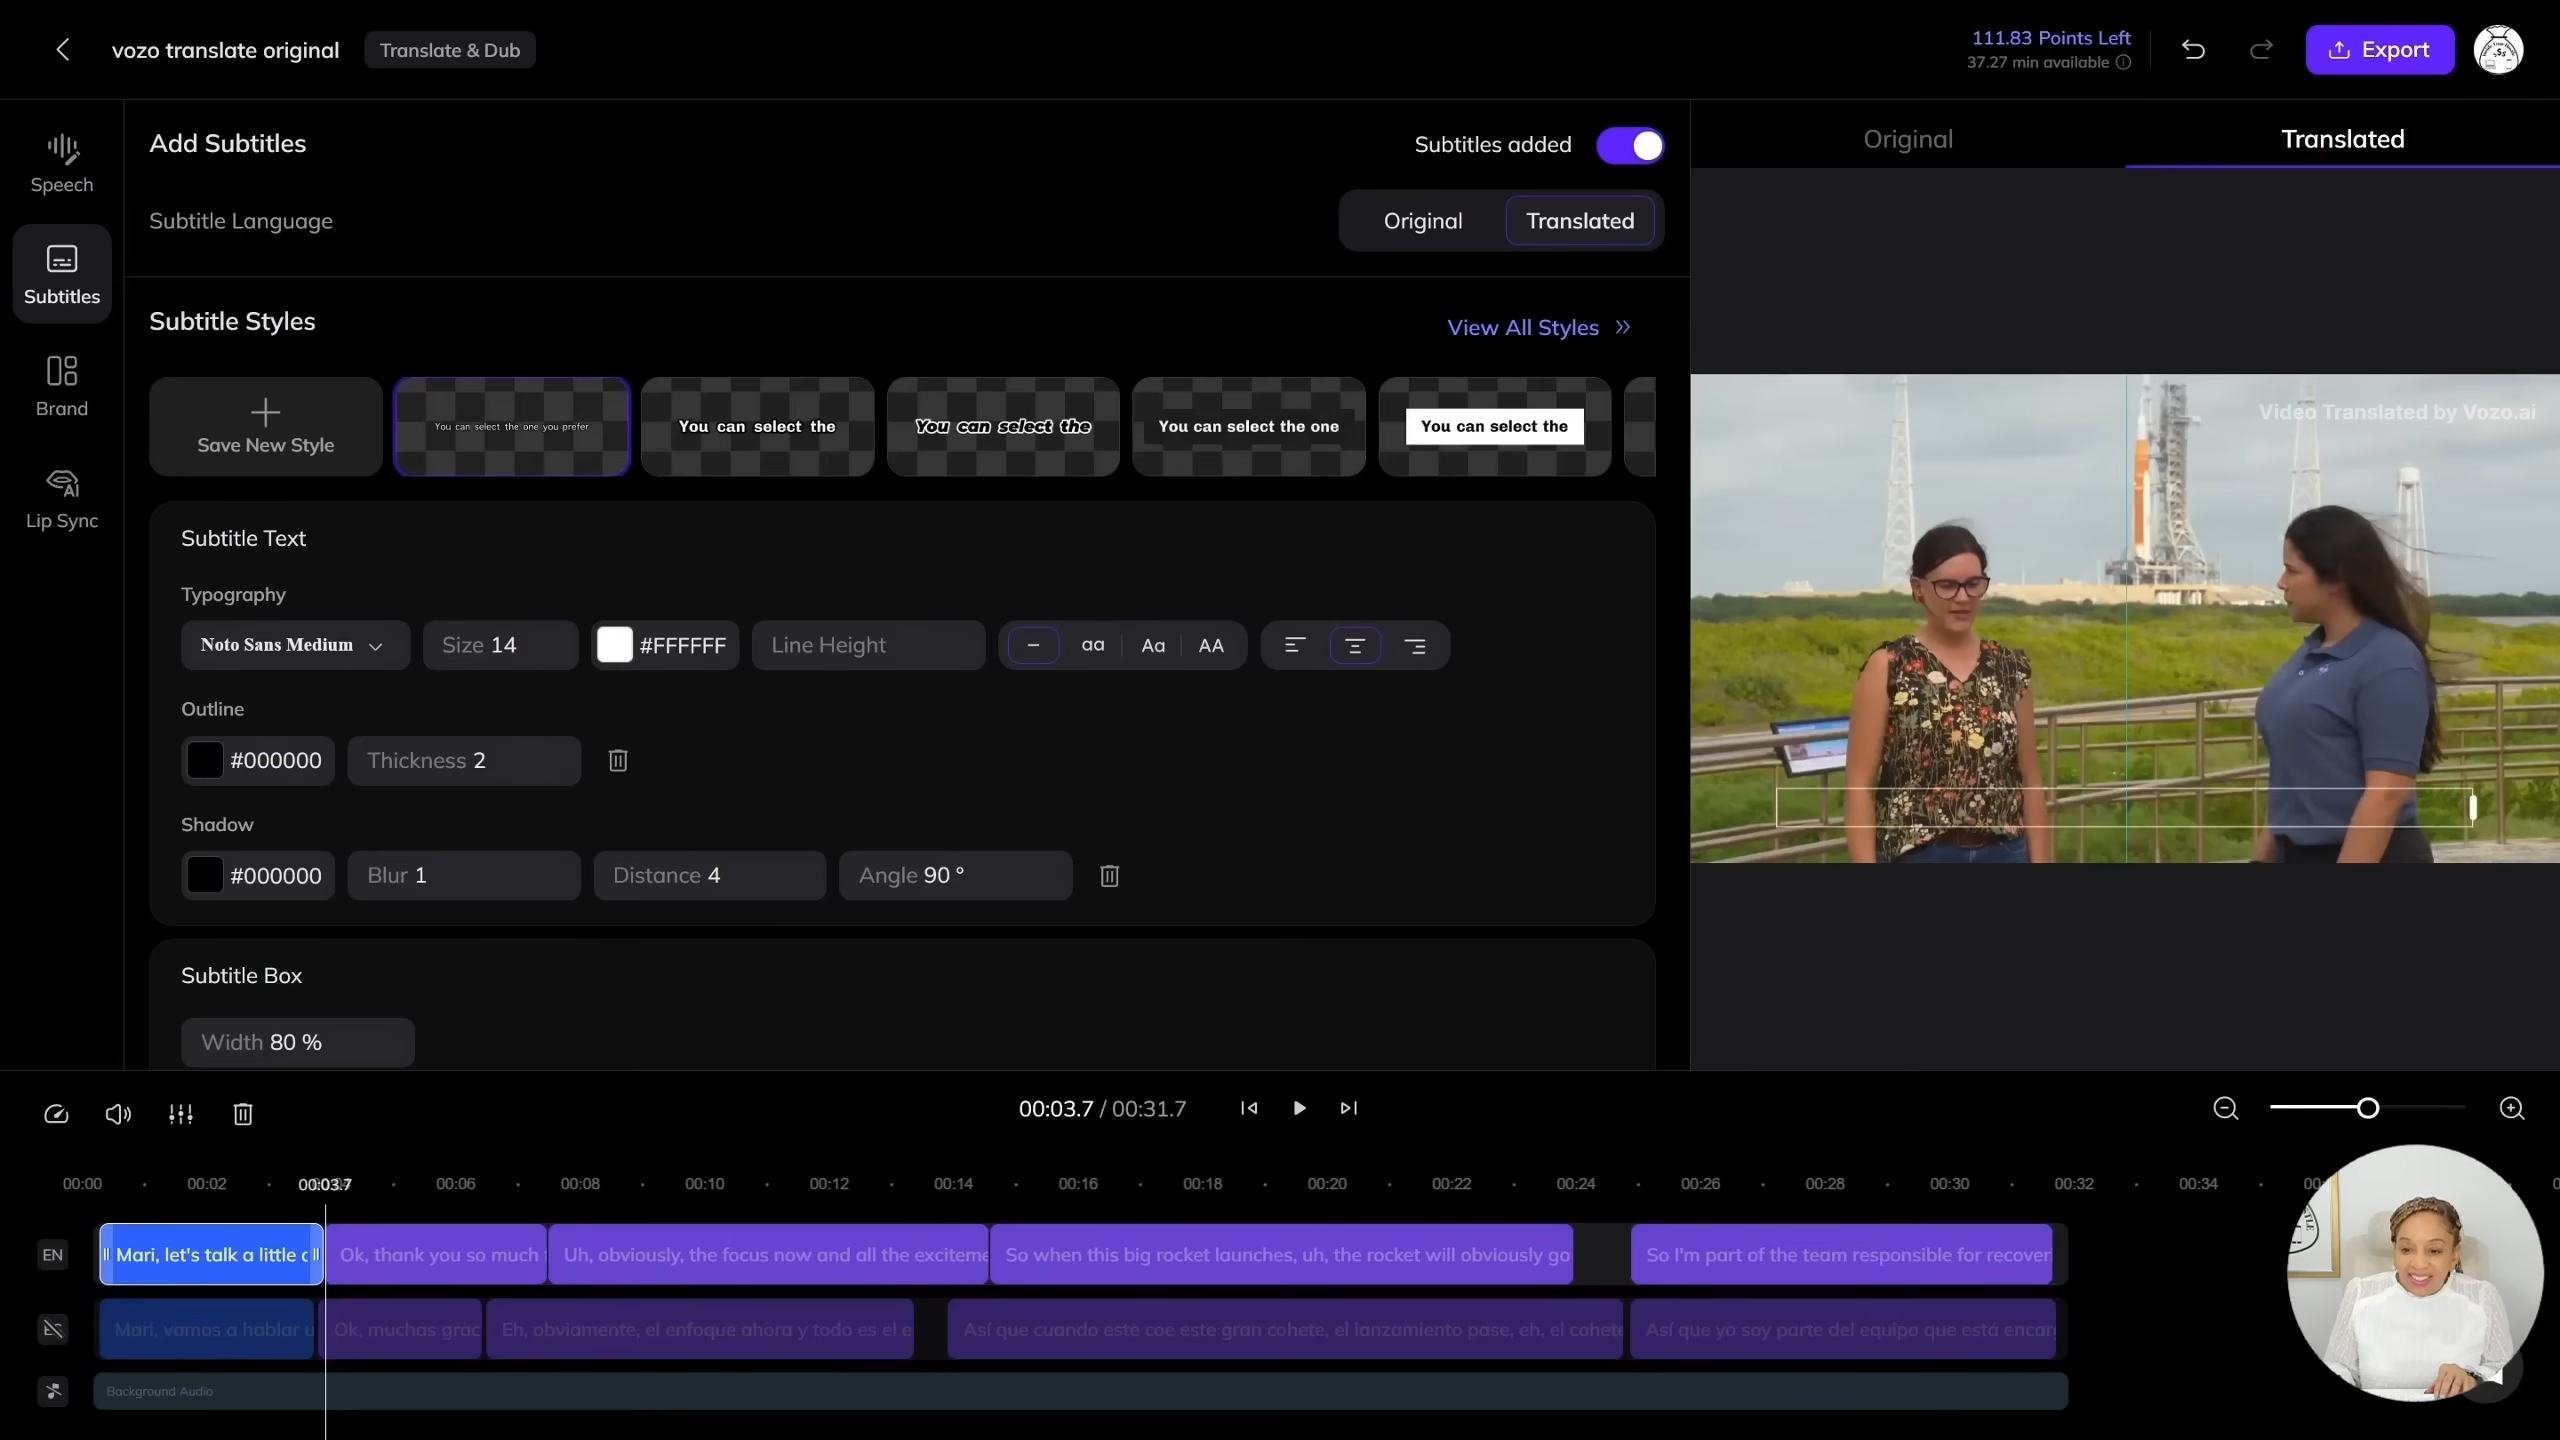 vozo translate original
Translate & Dub
111.83 Points Left
37.27 min available
Export
Speech
Subtitles
Brand
Lip Sync
Add Subtitles
Subtitles added
Subtitle Language
Original
Translated
Subtitle Styles
View All Styles
Save New Style
You can select the one you prefer
You can select the
You can select the
You can select the one
You can select the
Subtitle Text
Typography
Noto Sans Medium
Size 14
#FFFFFF
Line Height
aa
Aa
AA
Outline
#000000
Thickness 2
Shadow
#000000
Blur 1
Distance 4
Angle 90 °
Subtitle Box
Width 80 %
Original
Translated
Video Translated by Vozo.ai
00:03.7 / 00:31.7
00:00
00:02
00:03.7
00:06
00:08
00:10
00:12
00:14
00:16
00:18
00:20
00:22
00:24
00:26
00:28
00:30
00:32
00:34
EN
Mari, let's talk a little
Ok, thank you so much
Uh, obviously, the focus now and all the exciteme
So when this big rocket launches, uh, the rocket will obviously go
So I'm part of the team responsible for recover
Mari, vamos a hablar u
Ok, muchas grac
Eh, obviamente, el enfoque ahora y todo es el e
Así que cuando este coe este gran cohete, el lanzamiento pase, eh, el cohete
Así que yo soy parte del equipo que está encar
Background Audio